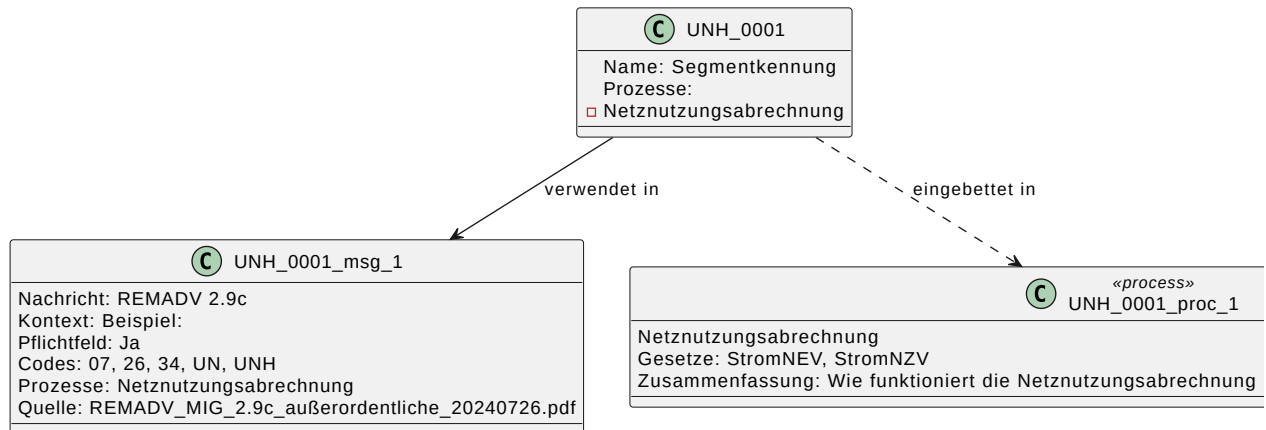 C UNH_0001
Name: Segmentkennung
Prozesse:
Netznutzungsabrechnung
verwendet in
eingebettet in
C UNH_0001_msg_1
Nachricht: REMADV 2.9c
Kontext: Beispiel:
Pflichtfeld: Ja
Codes: 07, 26, 34, UN, UNH
Prozesse: Netznutzungsabrechnung
Quelle: REMADV_MIG_2.9c_außerordentliche_20240726.pdf
«process»
C UNH_0001_proc_1
Netznutzungsabrechnung
Gesetze: StromNEV, StromNZV
Zusammenfassung: Wie funktioniert die Netznutzungsabrechnung